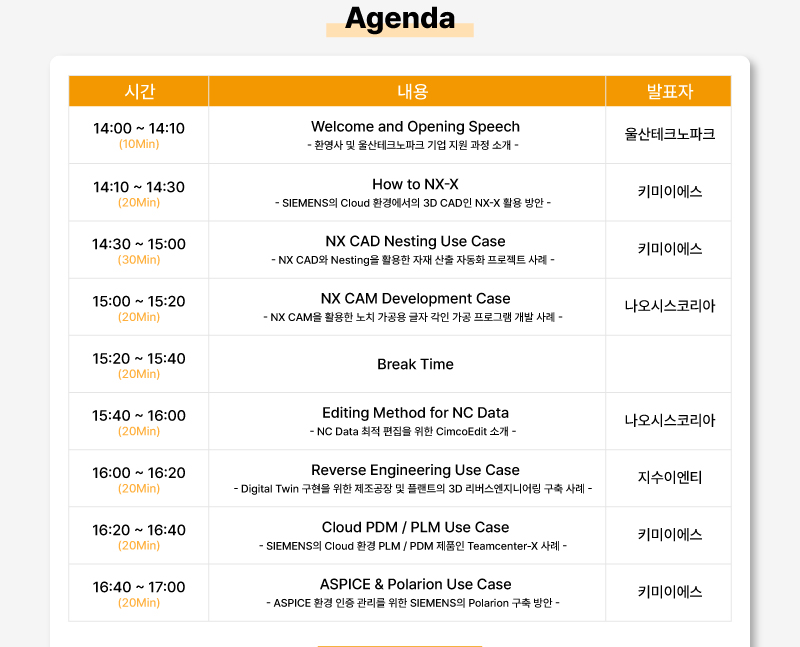 Agenda
시간 내용 발표자
14:00 ~ 14:10
(10Min)
Welcome and Opening Speech
- 환영사 및 울산테크노파크 기업 지원 과정 소개 -
울산테크노파크
14:10 ~ 14:30
(20Min)
How to NX-X
- SIEMENS의 Cloud 환경에서의 3D CAD인 NX-X 활용 방안 -
키미이에스
14:30 ~ 15:00
(30Min)
NX CAD Nesting Use Case
- NX CAD와 Nesting을 활용한 자재 산출 자동화 프로젝트 사례 -
키미이에스
15:00 ~ 15:20
(20Min)
NX CAM Development Case
- NX CAM을 활용한 노치 가공용 글자 각인 가공 프로그램 개발 사례 -
나오시스코리아
15:20 ~ 15:40
(20Min)
Break Time
15:40 ~ 16:00
(20Min)
Editing Method for NC Data
- NC Data 최적 편집을 위한 CimcoEdit 소개 -
나오시스코리아
16:00 ~ 16:20
(20Min)
Reverse Engineering Use Case
- Digital Twin 구현을 위한 제조공장 및 플랜트의 3D 리버스엔지니어링 구축 사례 -
지수이엔티
16:20 ~ 16:40
(20Min)
Cloud PDM / PLM Use Case
- SIEMENS의 Cloud 환경 PLM / PDM 제품인 Teamcenter-X 사례 -
키미이에스
16:40 ~ 17:00
(20Min)
ASPICE & Polarion Use Case
- ASPICE 환경 인증 관리를 위한 SIEMENS의 Polarion 구축 방안 -
키미이에스